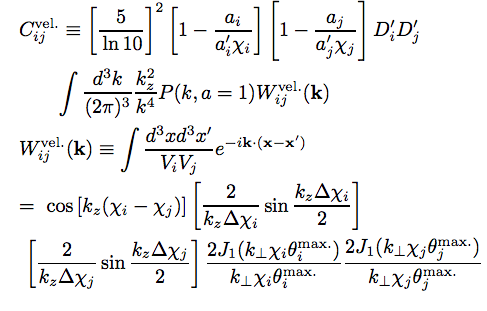 C_{ij}^{vel.} ≡ [5 / ln 10]^2 [1 − a_i / (a'_i χ_i)] [1 − a_j / (a'_j χ_j)] D'_i D'_j
∫ d^3k / (2π)^3 k_z^2 / k^4 P(k, a = 1) W_{ij}^{vel.}(k)
W_{ij}^{vel.}(k) ≡ ∫ d^3x d^3x' / (V_i V_j) e^{−ik·(x−x')}
= cos [k_z(χ_i − χ_j)] [2 / (k_z Δχ_i) sin k_z Δχ_i / 2]
[2 / (k_z Δχ_j) sin k_z Δχ_j / 2] 2J_1(k_⊥ χ_i θ_i^{max.}) / (k_⊥ χ_i θ_i^{max.}) 2J_1(k_⊥ χ_j θ_j^{max.}) / (k_⊥ χ_j θ_j^{max.})